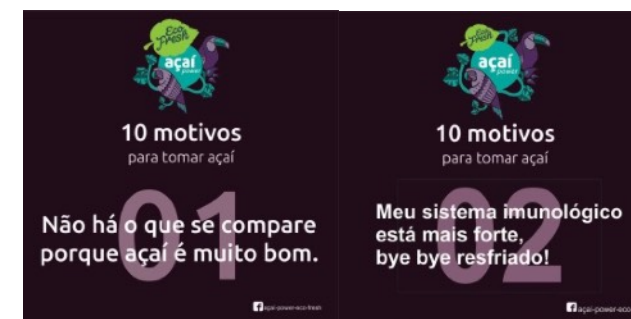 Eco
Fresh
açaí
power
10 motivos
para tomar açaí
01
Não há o que se compare
porque açaí é muito bom.
açaí-power-eco-fresh
Eco
Fresh
açaí
power
10 motivos
para tomar açaí
02
Meu sistema imunológico
está mais forte,
bye bye resfriado!
açaí-power-eco